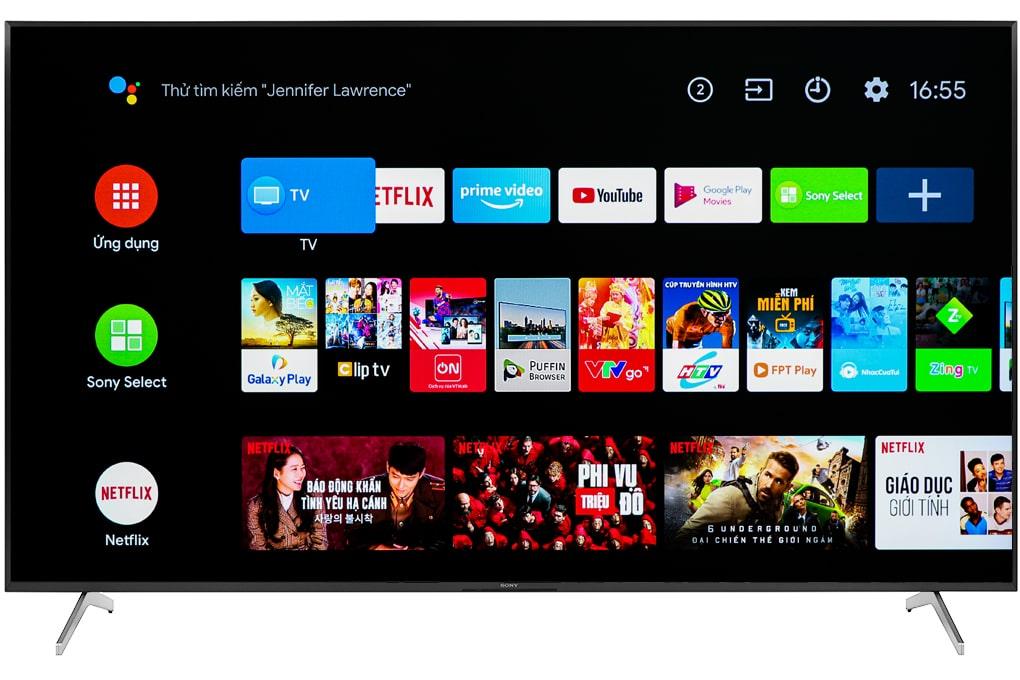 Thử tìm kiếm "Jennifer Lawrence"
2
16:55
TV
ETFLIX
prime video
YouTube
Google Play
Movies
Sony Select
Ứng dụng
TV
MẮT
BIẾC
CÚP TRUYỀN HÌNH HTV
XEM
MIỄN PHÍ
Z
Galaxy Play
Clip tv
ON
PUFFIN
BROWSER
VTV go
HTV
FPT Play
NhacCuaTui
Zing TV
Sony Select
NETFLIX
NETFLIX
NETFLIX
NETFLIX
BÁO ĐỘNG KHẨN
TÌNH YÊU HẠ CÁNH
사랑의 불시착
PHI VỤ
TRIỆU
ĐÔ
6 UNDERGROUND
ĐẠI CHIẾN THẾ GIỚI NGẦM
GIÁO DỤC
GIỚI TÍNH
NETFLIX
Netflix
SONY